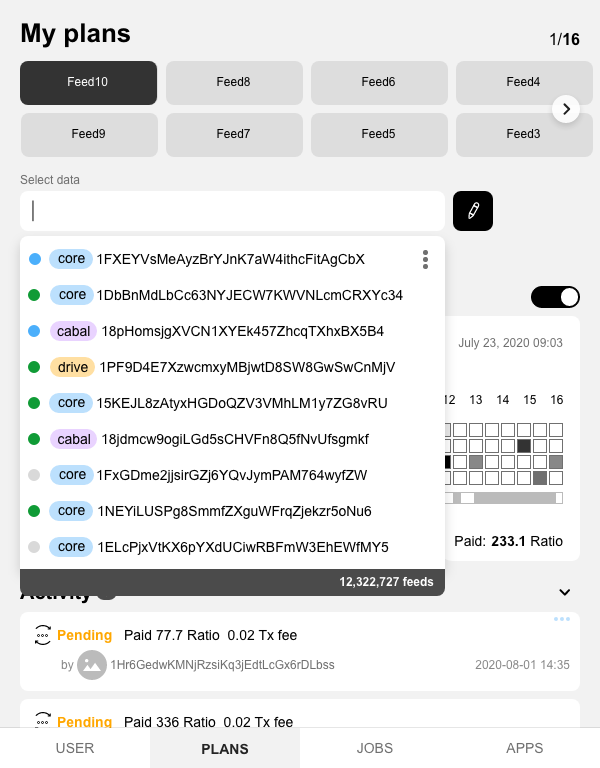 My plans
1/16
Feed10 Feed8 Feed6 Feed4
Feed9 Feed7 Feed5 Feed3
Select data
core 1FXEYVsMeAyzBrYJnK7aW4ithcFitAgCbX
core 1DbBnMdLbCc63NYJECW7KWVNLcmCRXYc34
cabal 18pHomsjgXVCN1XYEk457ZhcqTXhxBX5B4
drive 1PF9D4E7XzwcmxyMBjwtD8SW8GwSwCnMjV
core 15KEJL8zAtyxHGDoQZV3VMhLM1y7ZG8vRU
cabal 18jdmcw9ogiLGd5sCHVFn8Q5fNvUfsgmkf
core 1FxGDme2jjsirGZj6YQvJymPAM764wyfZW
core 1NEYiLUSPg8SmmfZXguWFrqZjekzr5oNu6
core 1ELcPjxVtKX6pYXdUCiwRBFmW3EhEWfMY5
12,322,727 feeds
July 23, 2020 09:03
12 13 14 15 16
Paid: 233.1 Ratio
Activity
Pending Paid 77.7 Ratio 0.02 Tx fee
by 1Hr6GedwKMNjRzsiKq3jEdtLcGx6rDLbss 2020-08-01 14:35
Pending Paid 336 Ratio 0.02 Tx fee
USER PLANS JOBS APPS